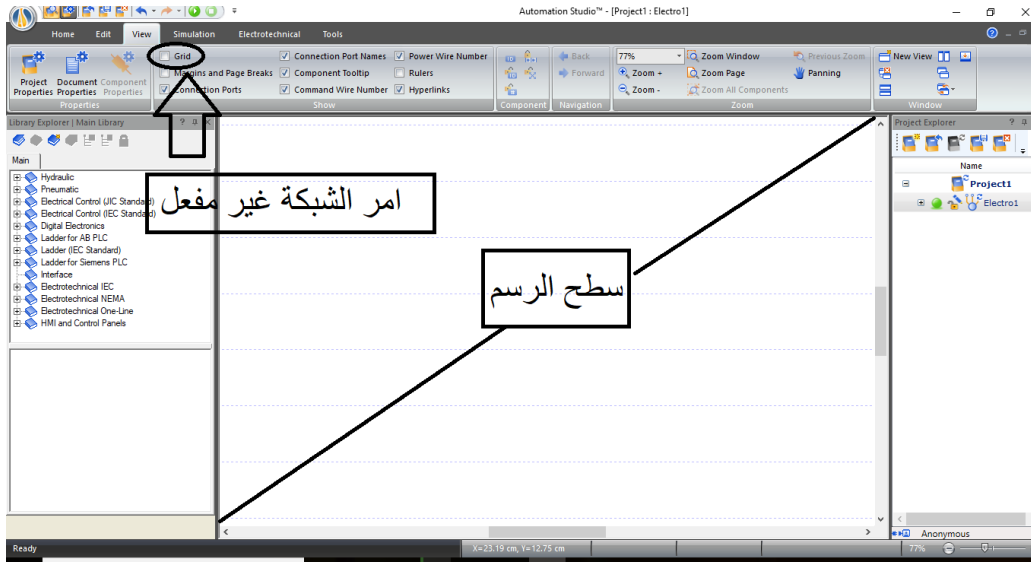 Automation Studio™ - [Project1 : Electro1]
Home Edit View Simulation Electrotechnical Tools
Grid
Margins and Page Breaks
Connection Ports
Connection Port Names
Component Tooltip
Command Wire Number
Power Wire Number
Rulers
Hyperlinks
Project Properties
Document Properties
Component Properties
Back
Forward
77%
Zoom +
Zoom -
Zoom Window
Zoom Page
Zoom All Components
Previous Zoom
Panning
New View
Properties Show Component Navigation Zoom Window
Library Explorer | Main Library
Main
Hydraulic
Pneumatic
Electrical Control (JIC Standard)
Electrical Control (IEC Standard)
Digital Electronics
Ladder for AB PLC
Ladder (IEC Standard)
Ladder for Siemens PLC
Interface
Electrotechnical IEC
Electrotechnical NEMA
Electrotechnical One-Line
HMI and Control Panels
امر الشبكة غير مفعل
سطح الرسم
Project Explorer
Name
Project1
Electro1
Anonymous
Ready
X=23.19 cm, Y=12.75 cm
77%